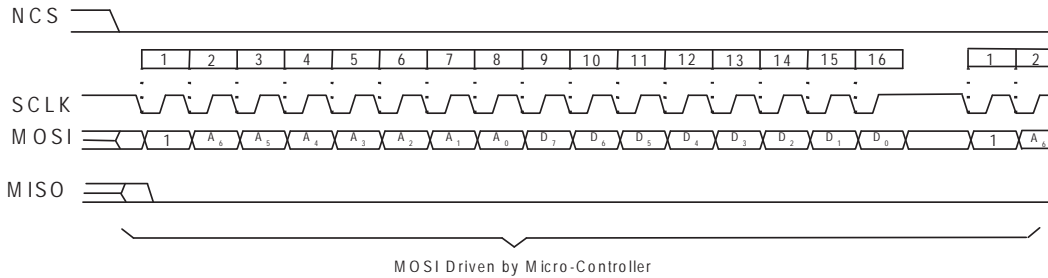 NCS
1 2 3 4 5 6 7 8 9 10 11 12 13 14 15 16 1 2
SCLK
MOSI 1 A6 A5 A4 A3 A2 A1 A0 D7 D6 D5 D4 D3 D2 D1 D0 1 A6
MISO
MOSI Driven by Micro-Controller